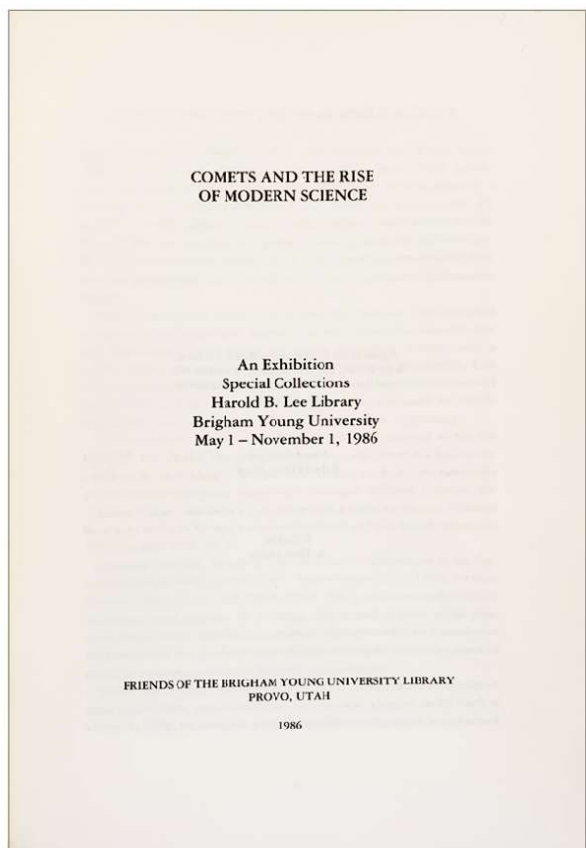 COMETS AND THE RISE
OF MODERN SCIENCE
An Exhibition
Special Collections
Harold B. Lee Library
Brigham Young University
May 1 – November 1, 1986
FRIENDS OF THE BRIGHAM YOUNG UNIVERSITY LIBRARY
PROVO, UTAH
1986